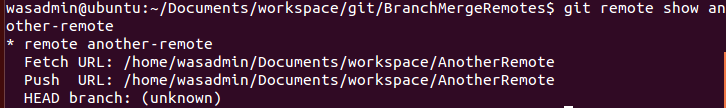 wasadmin@ubuntu:~/Documents/workspace/git/BranchMergeRemotes$ git remote show an
other-remote
* remote another-remote
  Fetch URL: /home/wasadmin/Documents/workspace/AnotherRemote
  Push  URL: /home/wasadmin/Documents/workspace/AnotherRemote
  HEAD branch: (unknown)